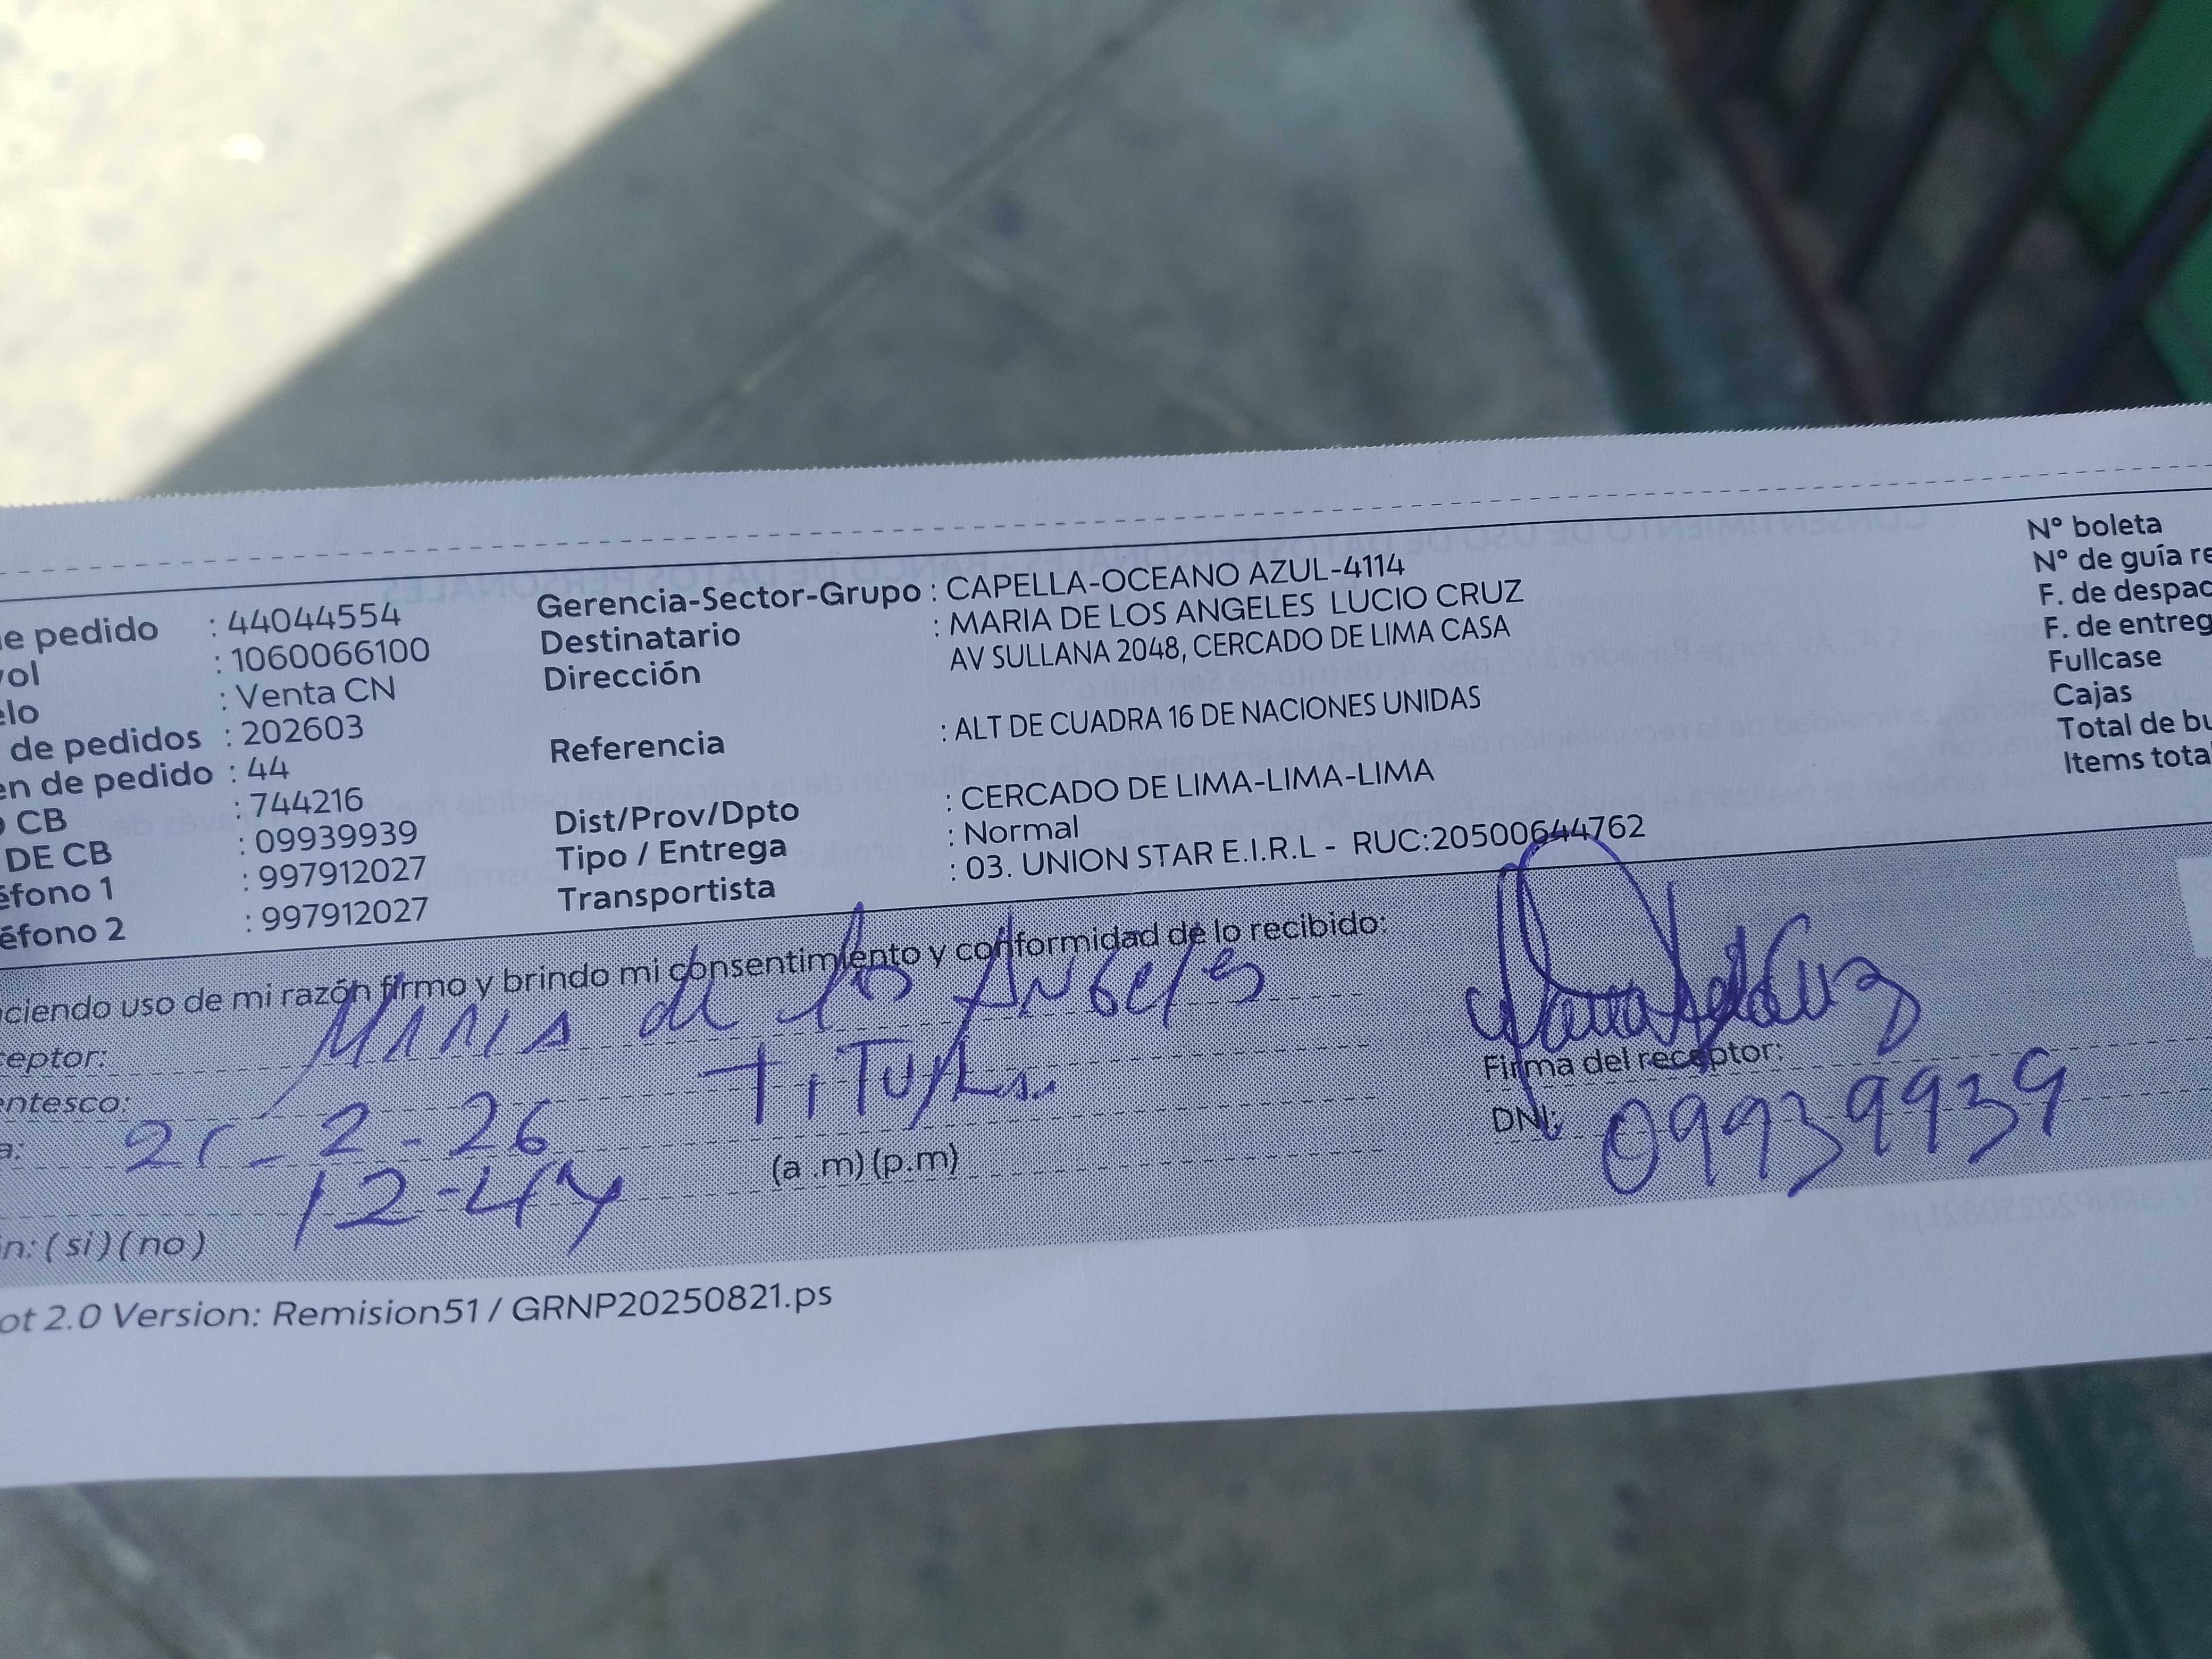 e pedido : 44044554 Gerencia-Sector-Grupo : CAPELLA-OCEANO AZUL-4114 N° boleta
vol : 1060066100 Destinatario : MARIA DE LOS ANGELES LUCIO CRUZ N° de guía re
elo : Venta CN Dirección AV SULLANA 2048, CERCADO DE LIMA CASA F. de despac
de pedidos : 202603 F. de entreg
en de pedido : 44 Referencia : ALT DE CUADRA 16 DE NACIONES UNIDAS Fullcase
o CB : 744216 Cajas
DE CB : 09939939 Dist/Prov/Dpto : CERCADO DE LIMA-LIMA-LIMA Total de bu
éfono 1 : 997912027 Tipo / Entrega : Normal Items tota
éfono 2 : 997912027 Transportista : 03. UNION STAR E.I.R.L - RUC:20500644762
ciendo uso de mi razón firmo y brindo mi consentimiento y conformidad de lo recibido:
ceptor: MARIA de los ANGeles
Firma del receptor:
entesco: TiTULAR
DNI: 09939939
a: 2-26
12-44 (a .m) (p.m)
n: ( si ) ( no )
ot 2.0 Version: Remision51 / GRNP20250821.ps